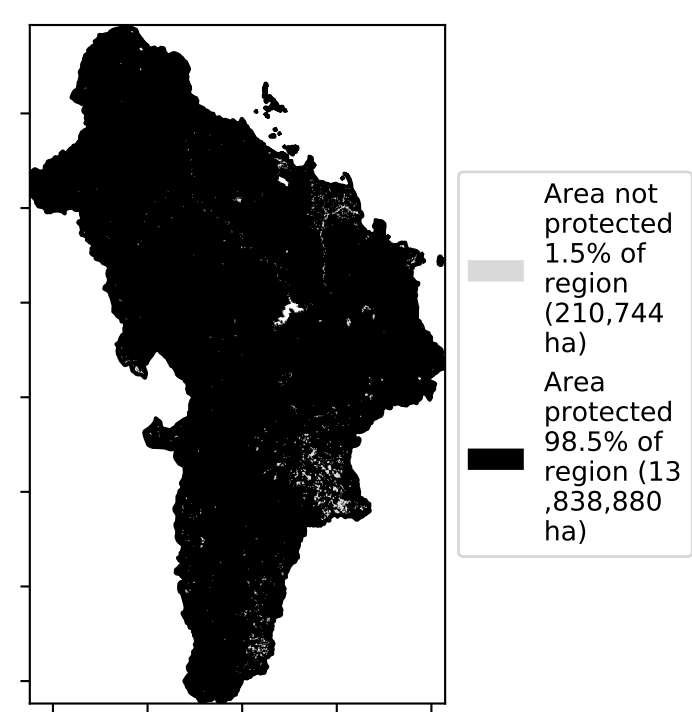 Area not
protected
1.5% of
region
(210,744
ha)
Area
protected
98.5% of
region (13
,838,880
ha)